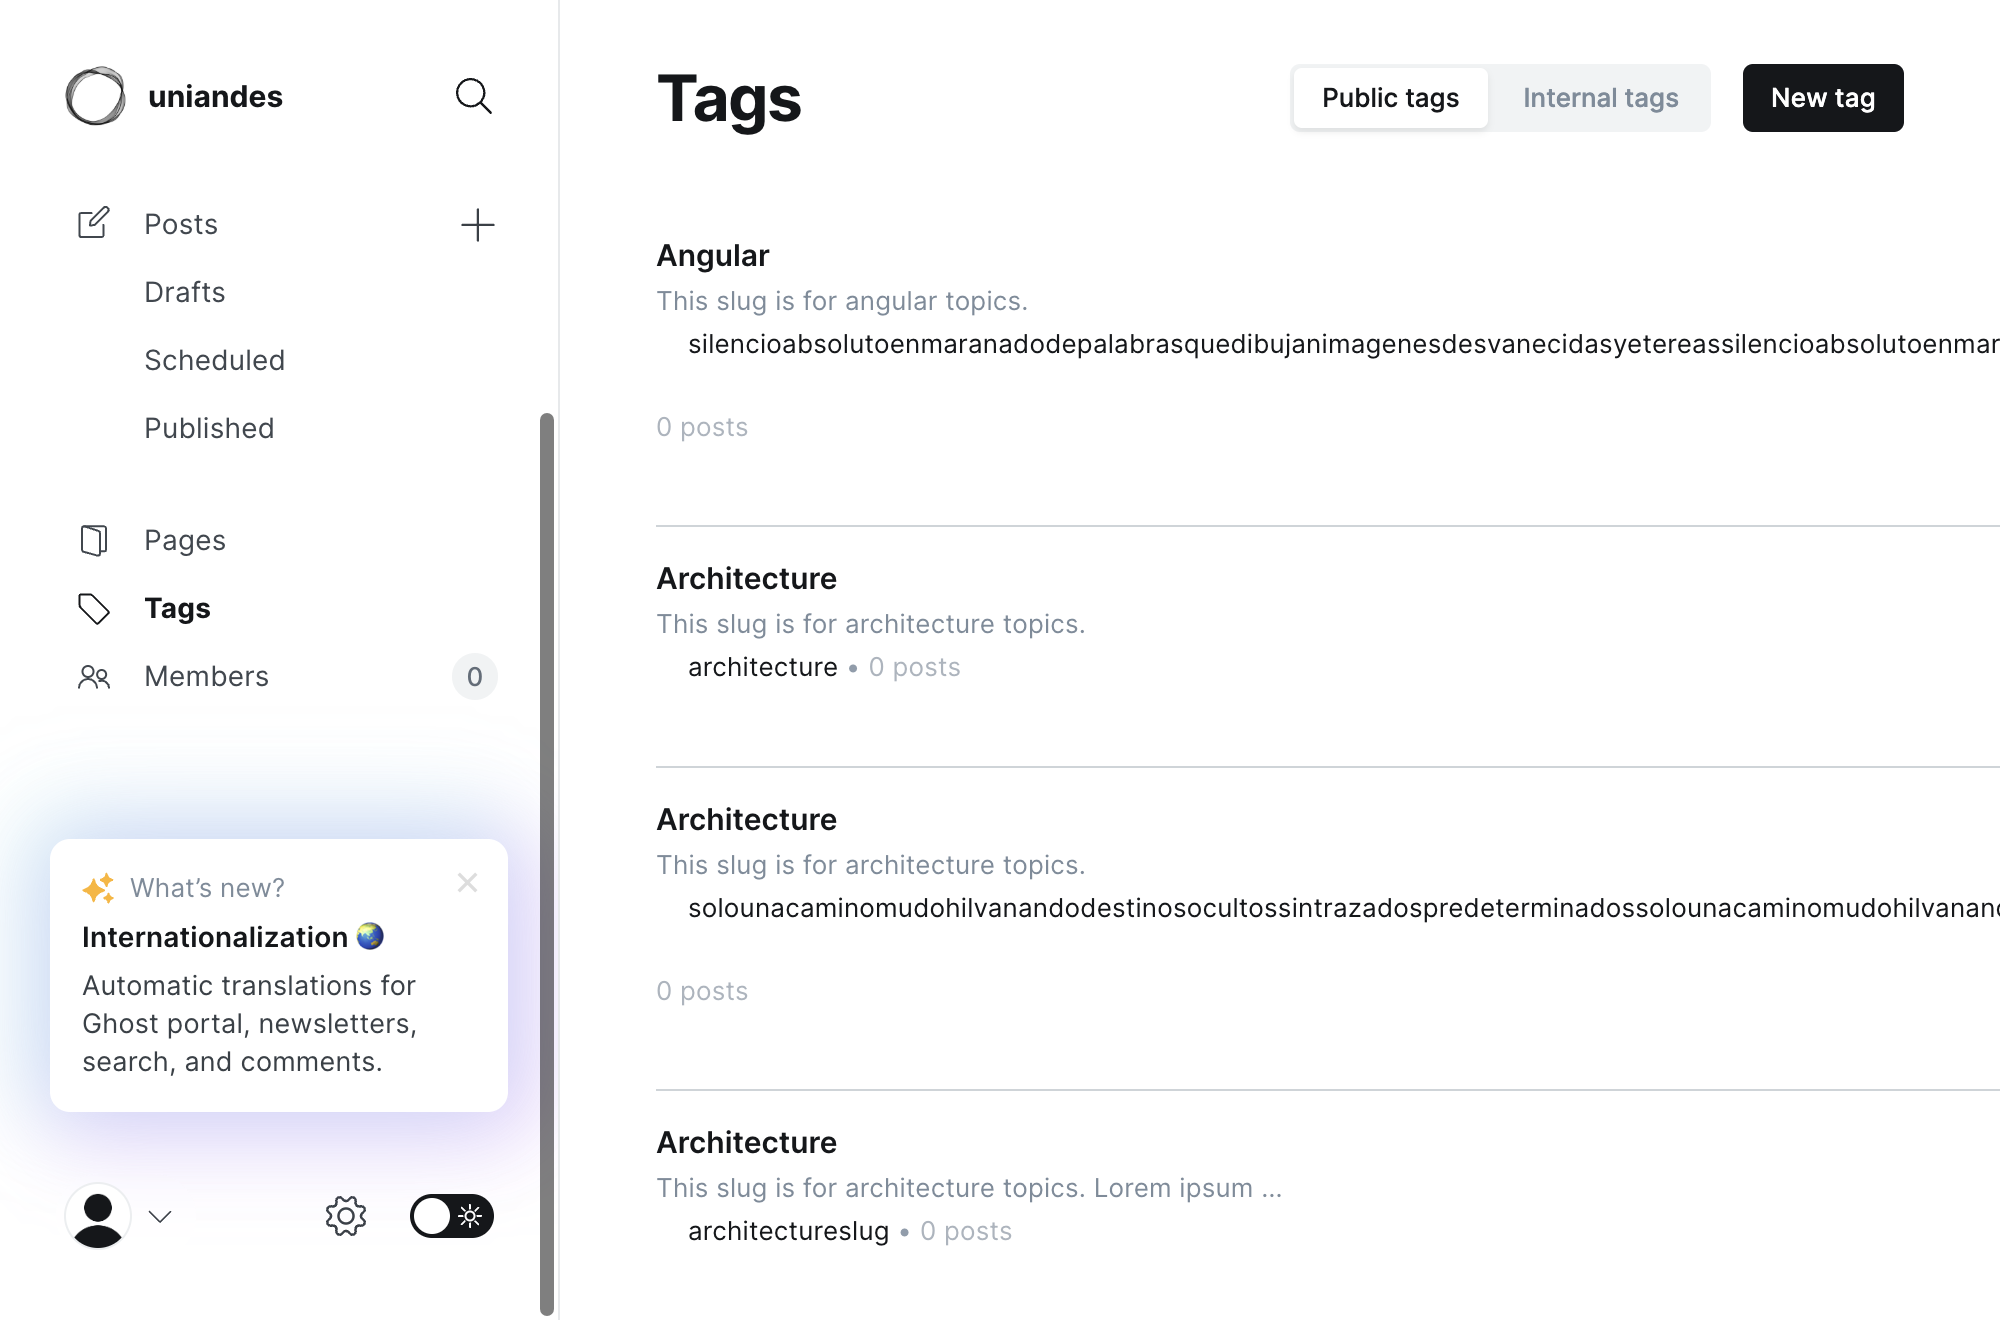 uniandes
Posts
Drafts
Scheduled
Published
Pages
Tags
Members 0
What's new?
Internationalization
Automatic translations for
Ghost portal, newsletters,
search, and comments.
Tags
Public tags Internal tags New tag
Angular
This slug is for angular topics.
silencioabsolutoenmaranadodepalabrasquedibujanimagenesdesvanecidasyetereassilencioabsolutoenmar
0 posts
Architecture
This slug is for architecture topics.
architecture • 0 posts
Architecture
This slug is for architecture topics.
solounacaminomudohilvanandodestinosocultossintrazadospredeterminadossolounacaminomudohilvanand
0 posts
Architecture
This slug is for architecture topics. Lorem ipsum ...
architectureslug • 0 posts